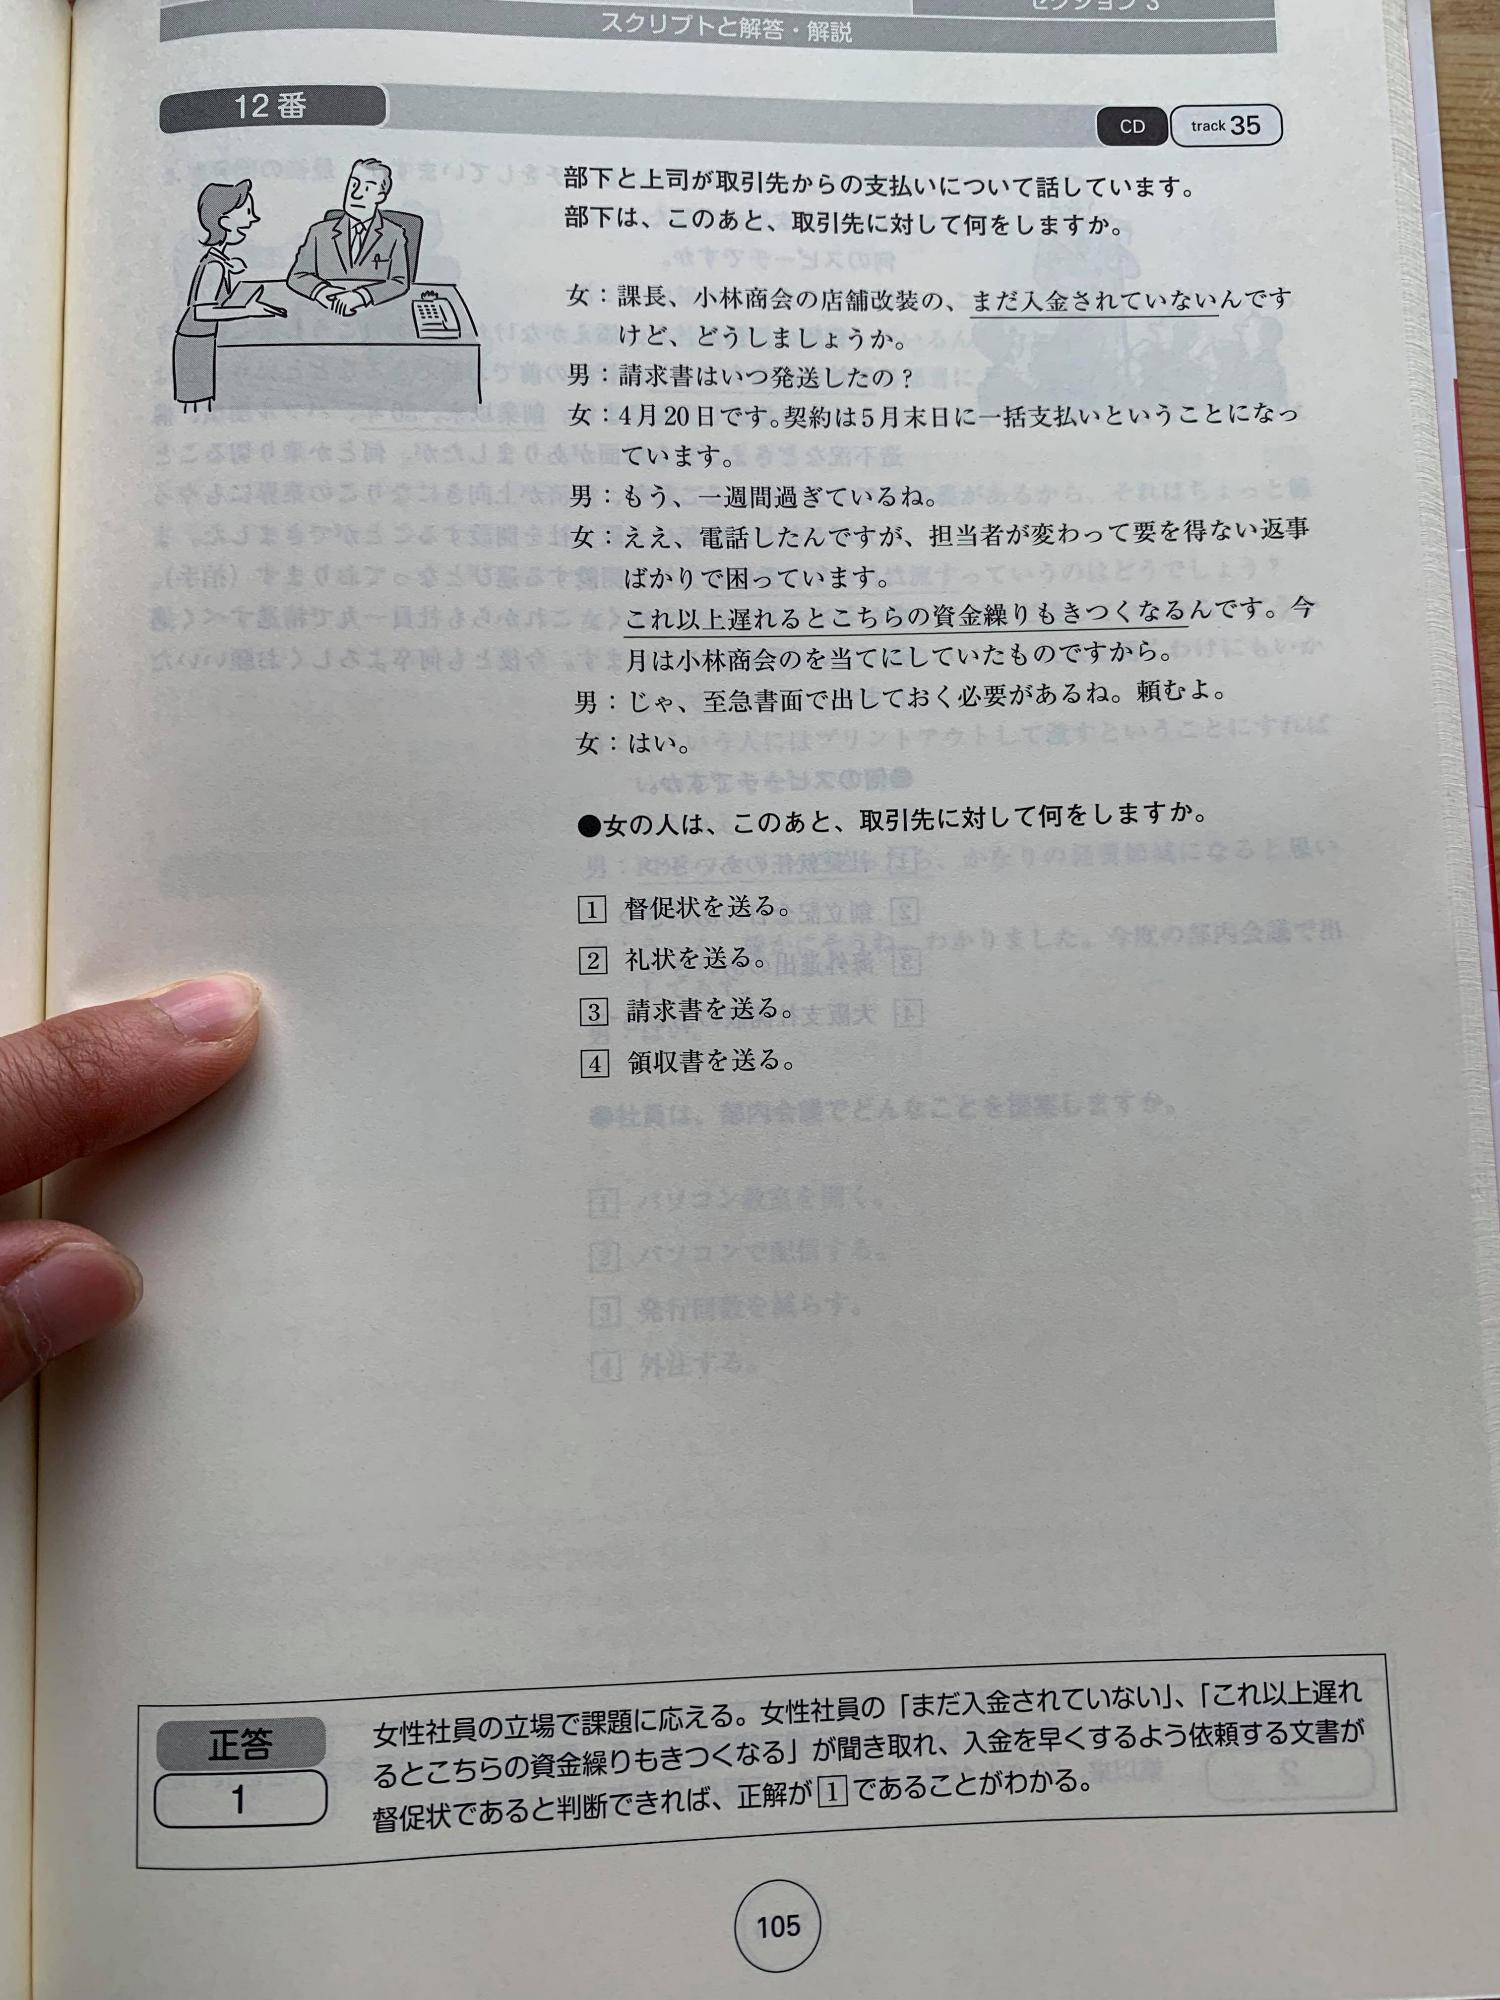 セクション 3
スクリプトと解答・解説
12番
CD track 35
部下と上司が取引先からの支払いについて話しています。
部下は、このあと、取引先に対して何をしますか。
女：課長、小林商会の店舗改装の、まだ入金されていないんです
けど、どうしましょうか。
男：請求書はいつ発送したの？
女：4月20日です。契約は5月末日に一括支払いということになっ
ています。
男：もう、一週間過ぎているね。
女：ええ、電話したんですが、担当者が変わって要を得ない返事
ばかりで困っています。
これ以上遅れるとこちらの資金繰りもきつくなるんです。今
月は小林商会のを当てにしていたものですから。
男：じゃ、至急書面で出しておく必要があるね。頼むよ。
女：はい。
●女の人は、このあと、取引先に対して何をしますか。
1 督促状を送る。
2 礼状を送る。
3 請求書を送る。
4 領収書を送る。
正答
1
女性社員の立場で課題に応える。女性社員の「まだ入金されていない」、「これ以上遅れ
るとこちらの資金繰りもきつくなる」が聞き取れ、入金を早くするよう依頼する文書が
督促状であると判断できれば、正解が1であることがわかる。
105